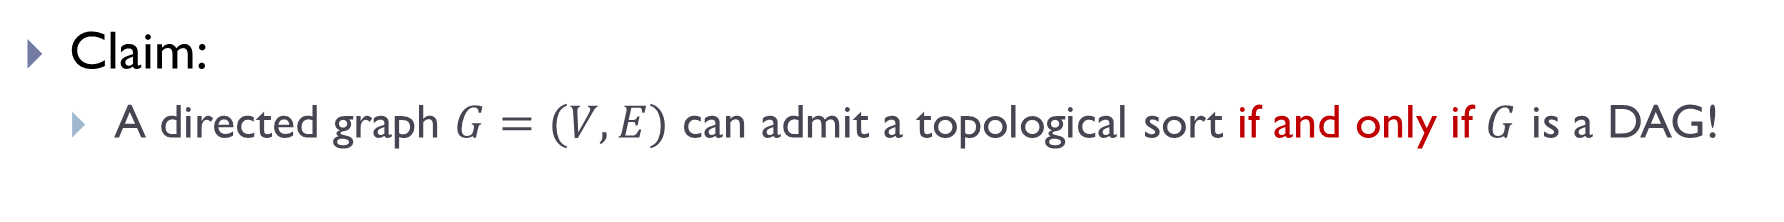 Claim:
A directed graph G = (V, E) can admit a topological sort if and only if G is a DAG!